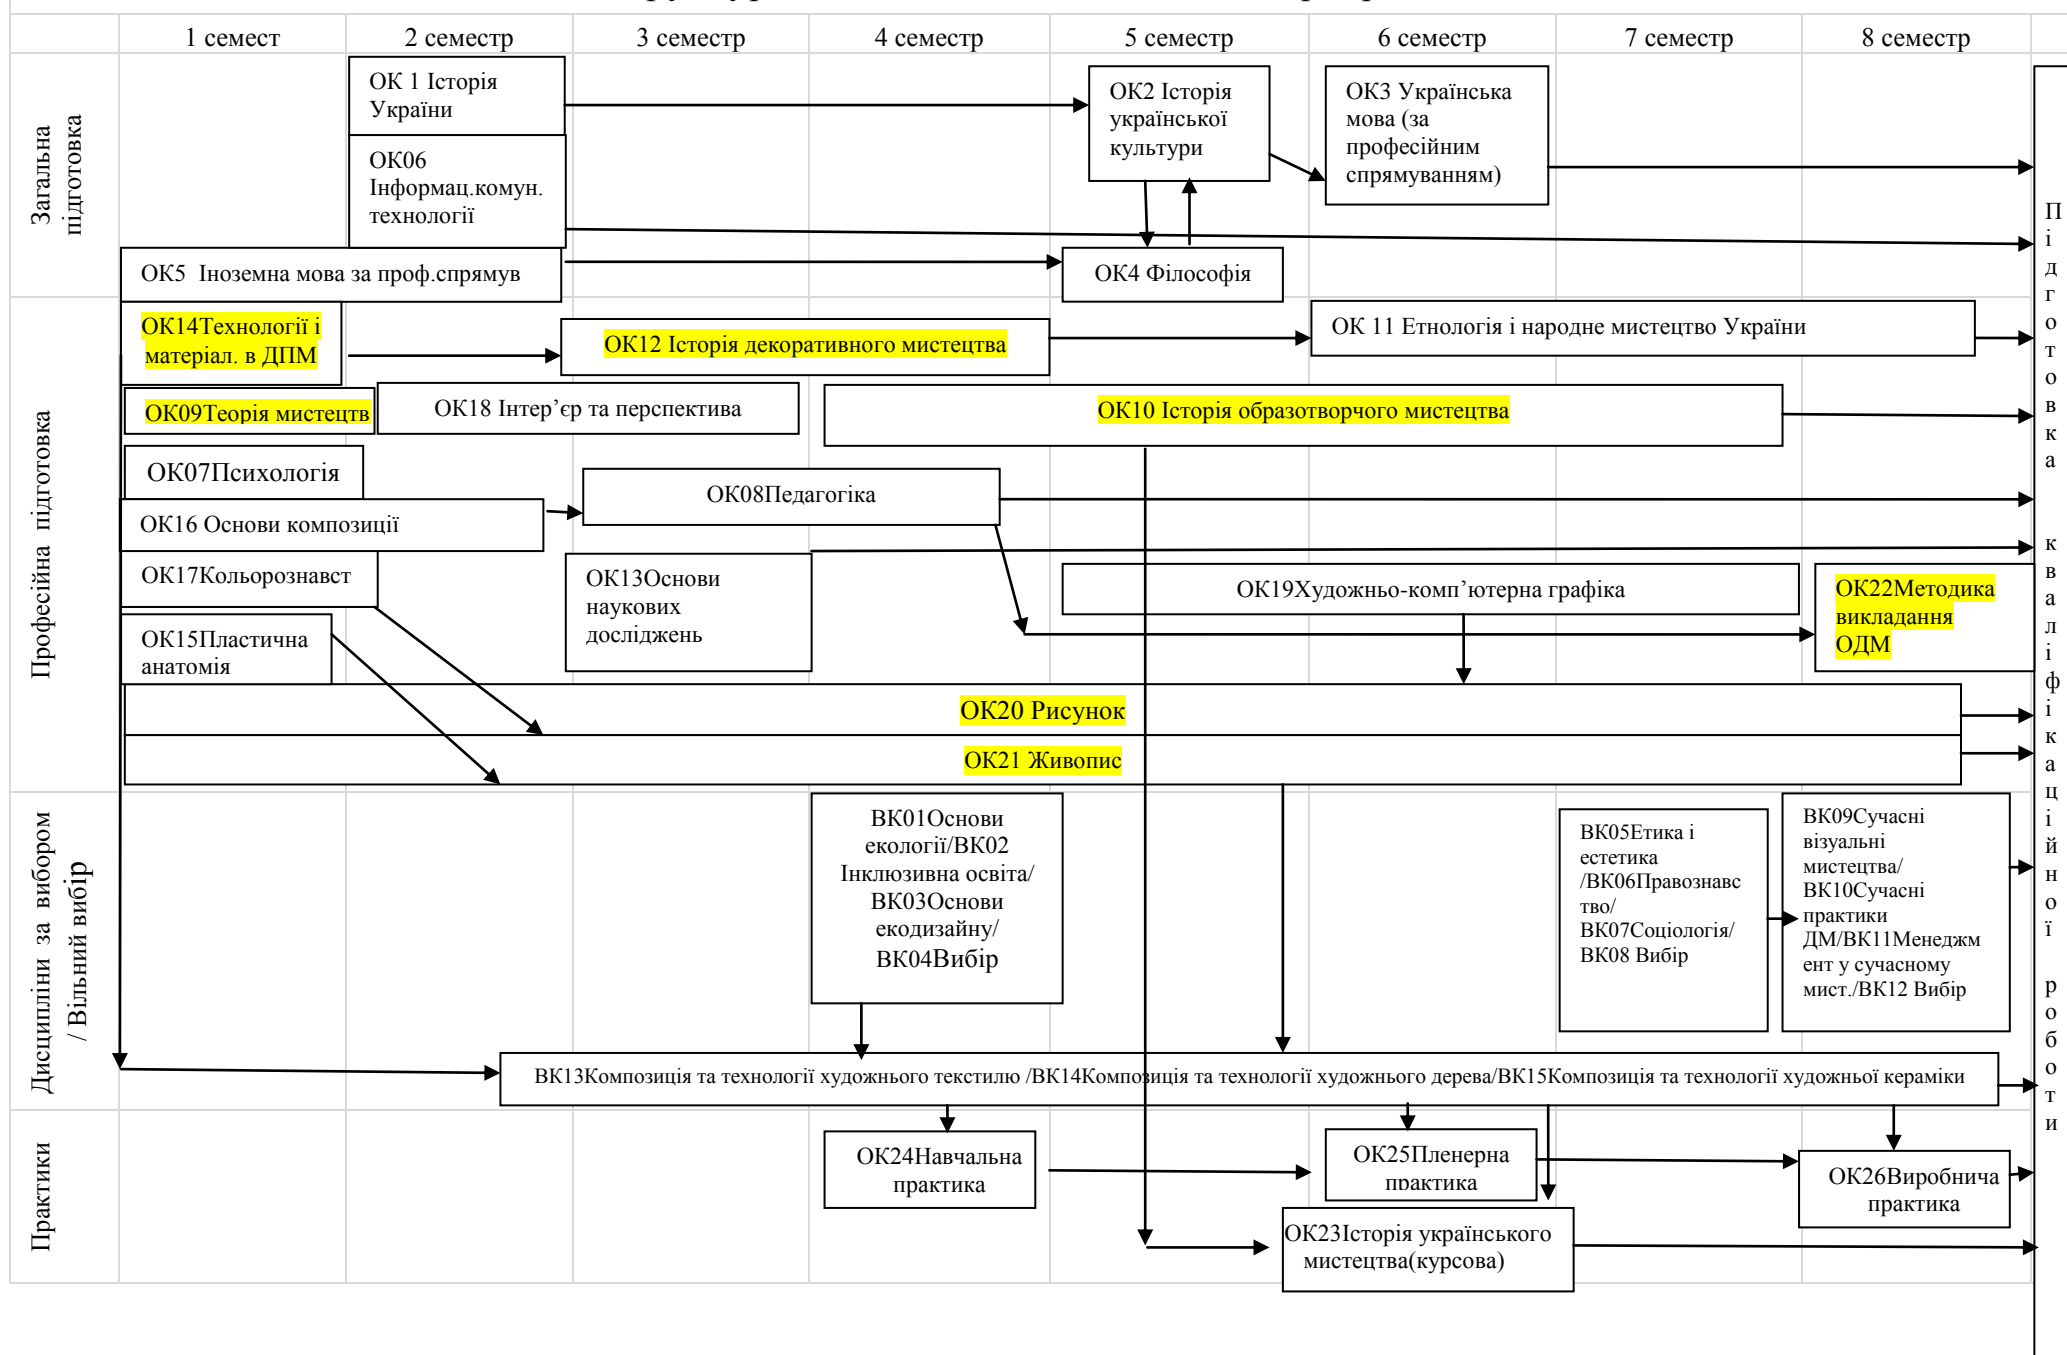 1 семест
2 семестр
3 семестр
4 семестр
5 семестр
6 семестр
7 семестр
8 семестр
Загальна
підготовка
ОК 1 Історія
України
ОК06
Інформац.комун.
технології
ОК2 Історія
української
культури
ОК3 Українська
мова (за
професійним
спрямуванням)
ОК5  Іноземна мова за проф.спрямув
ОК4 Філософія
Професійна підготовка
ОК14Технології і
матеріал. в ДПМ
ОК12 Історія декоративного мистецтва
ОК 11 Етнологія і народне мистецтво України
ОК09Теорія мистецтв
ОК18 Інтер’єр та перспектива
ОК10 Історія образотворчого мистецтва
ОК07Психологія
ОК08Педагогіка
ОК16 Основи композиції
ОК17Кольорознавст
ОК13Основи
наукових
досліджень
ОК19Художньо-комп’ютерна графіка
ОК22Методика
викладання
ОДМ
ОК15Пластична
анатомія
ОК20 Рисунок
ОК21 Живопис
Дисципліни за вибором
/ Вільний вибір
ВК01Основи
екології/ВК02
Інклюзивна освіта/
ВК03Основи
екодизайну/
ВК04Вибір
ВК05Етика і
естетика
/ВК06Правознавс
тво/
ВК07Соціологія/
ВК08 Вибір
ВК09Сучасні
візуальні
мистецтва/
ВК10Сучасні
практики
ДМ/ВК11Менеджм
ент у сучасному
мист./ВК12 Вибір
ВК13Композиція та технології художнього текстилю /ВК14Композиція та технології художнього дерева/ВК15Композиція та технології художньої кераміки
Практики
ОК24Навчальна
практика
ОК25Пленерна
практика
ОК26Виробнича
практика
ОК23Історія українського
мистецтва(курсова)
Підготовка кваліфікаційної роботи